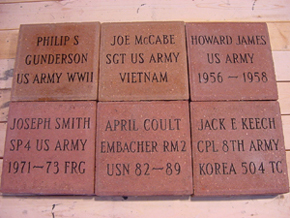 PHILIP S
GUNDERSON
US ARMY WWII
JOE McCABE
SGT US ARMY
VIETNAM
HOWARD JAMES
US ARMY
1956 – 1958
JOSEPH SMITH
SP4 US ARMY
1971–73 FRG
APRIL COULT
EMBACHER RM2
USN 82–89
JACK E KEECH
CPL 8TH ARMY
KOREA 504 TC